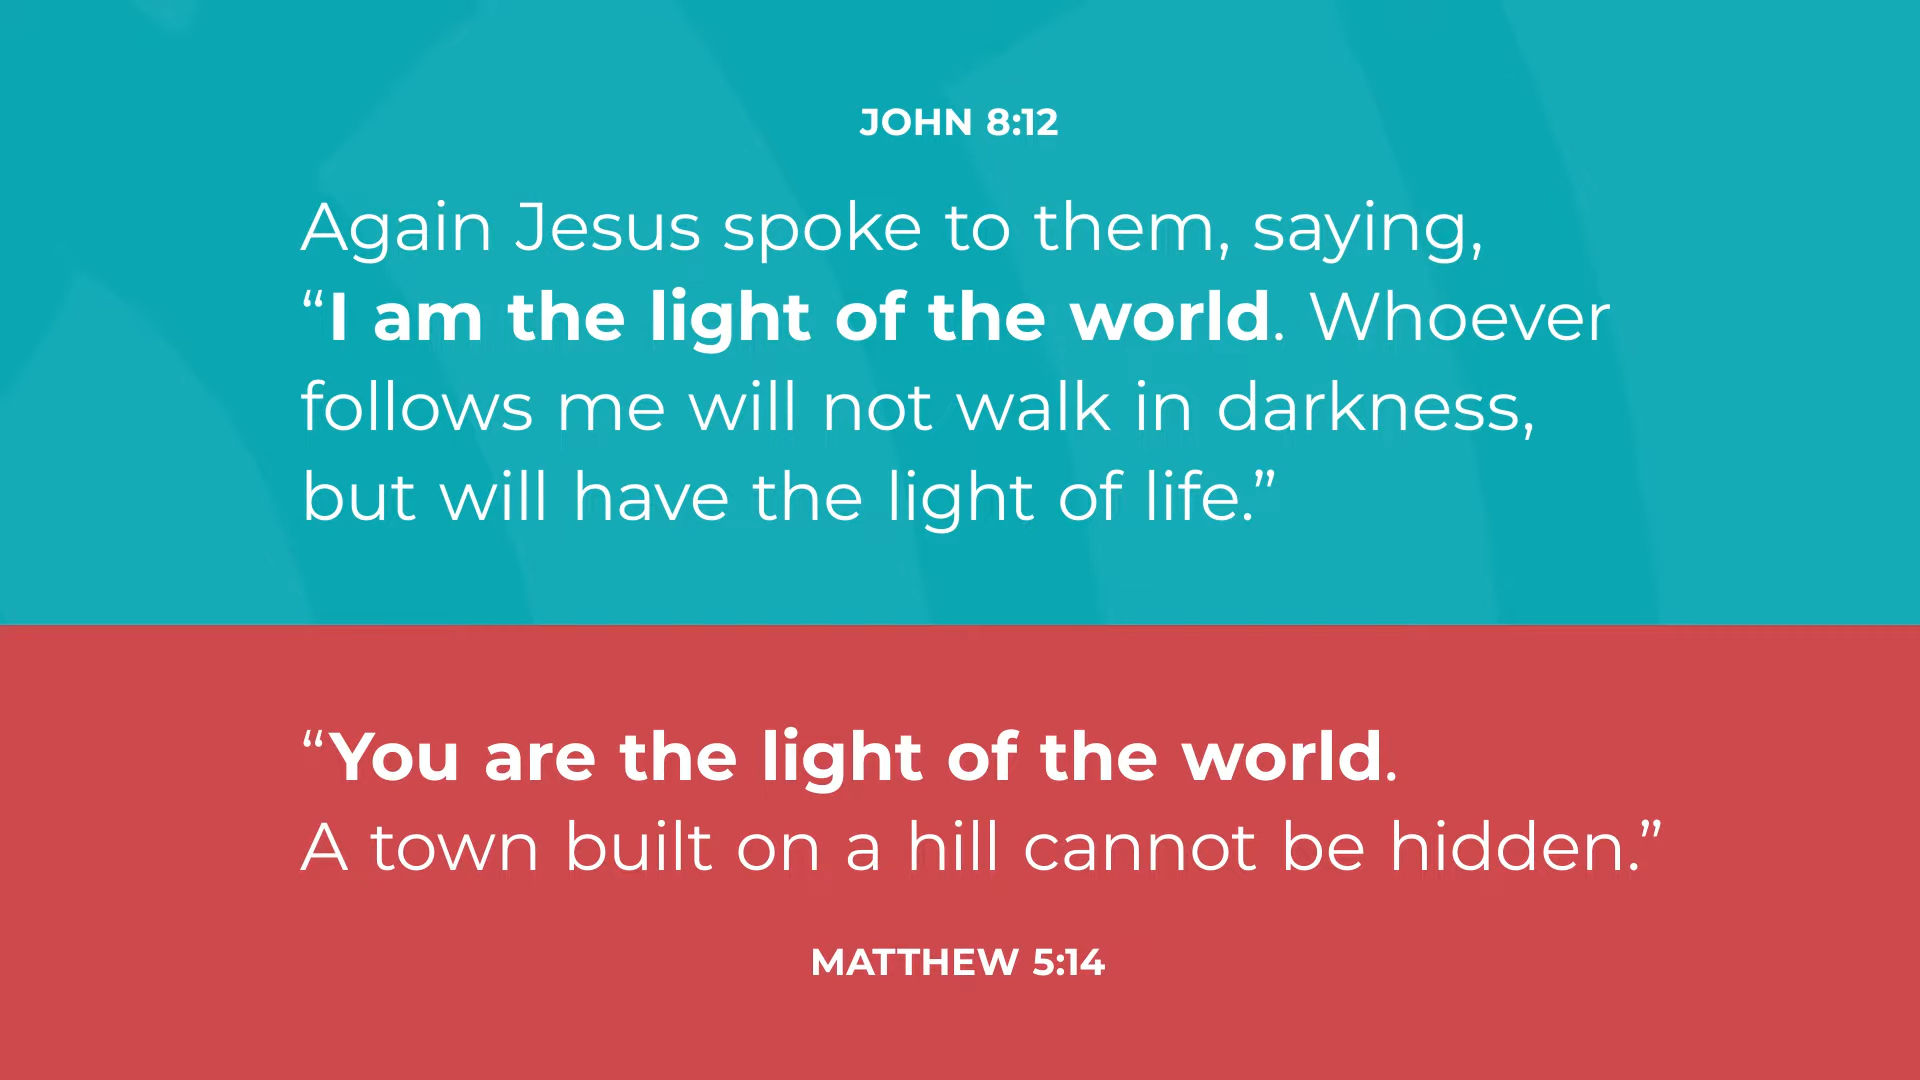 JOHN 8:12
Again Jesus spoke to them, saying,
“I am the light of the world. Whoever
follows me will not walk in darkness,
but will have the light of life.”
“You are the light of the world.
A town built on a hill cannot be hidden.”
MATTHEW 5:14